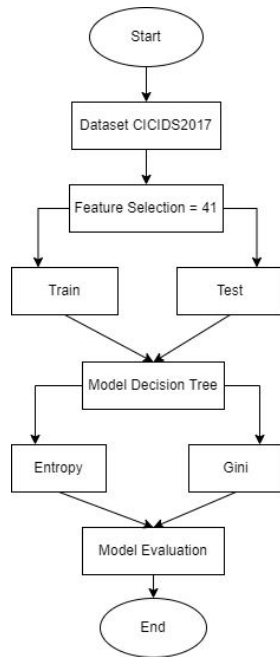 Start
Dataset CICIDS2017
Feature Selection = 41
Train
Test
Model Decision Tree
Entropy
Gini
Model Evaluation
End